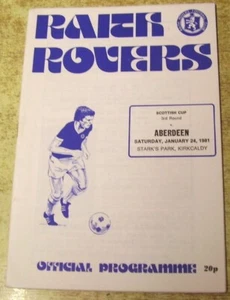 RAITH
ROVERS
SCOTTISH CUP
3rd Round
v
ABERDEEN
SATURDAY, JANUARY 24, 1981
STARK'S PARK, KIRKCALDY
OFFICIAL PROGRAMME 20p